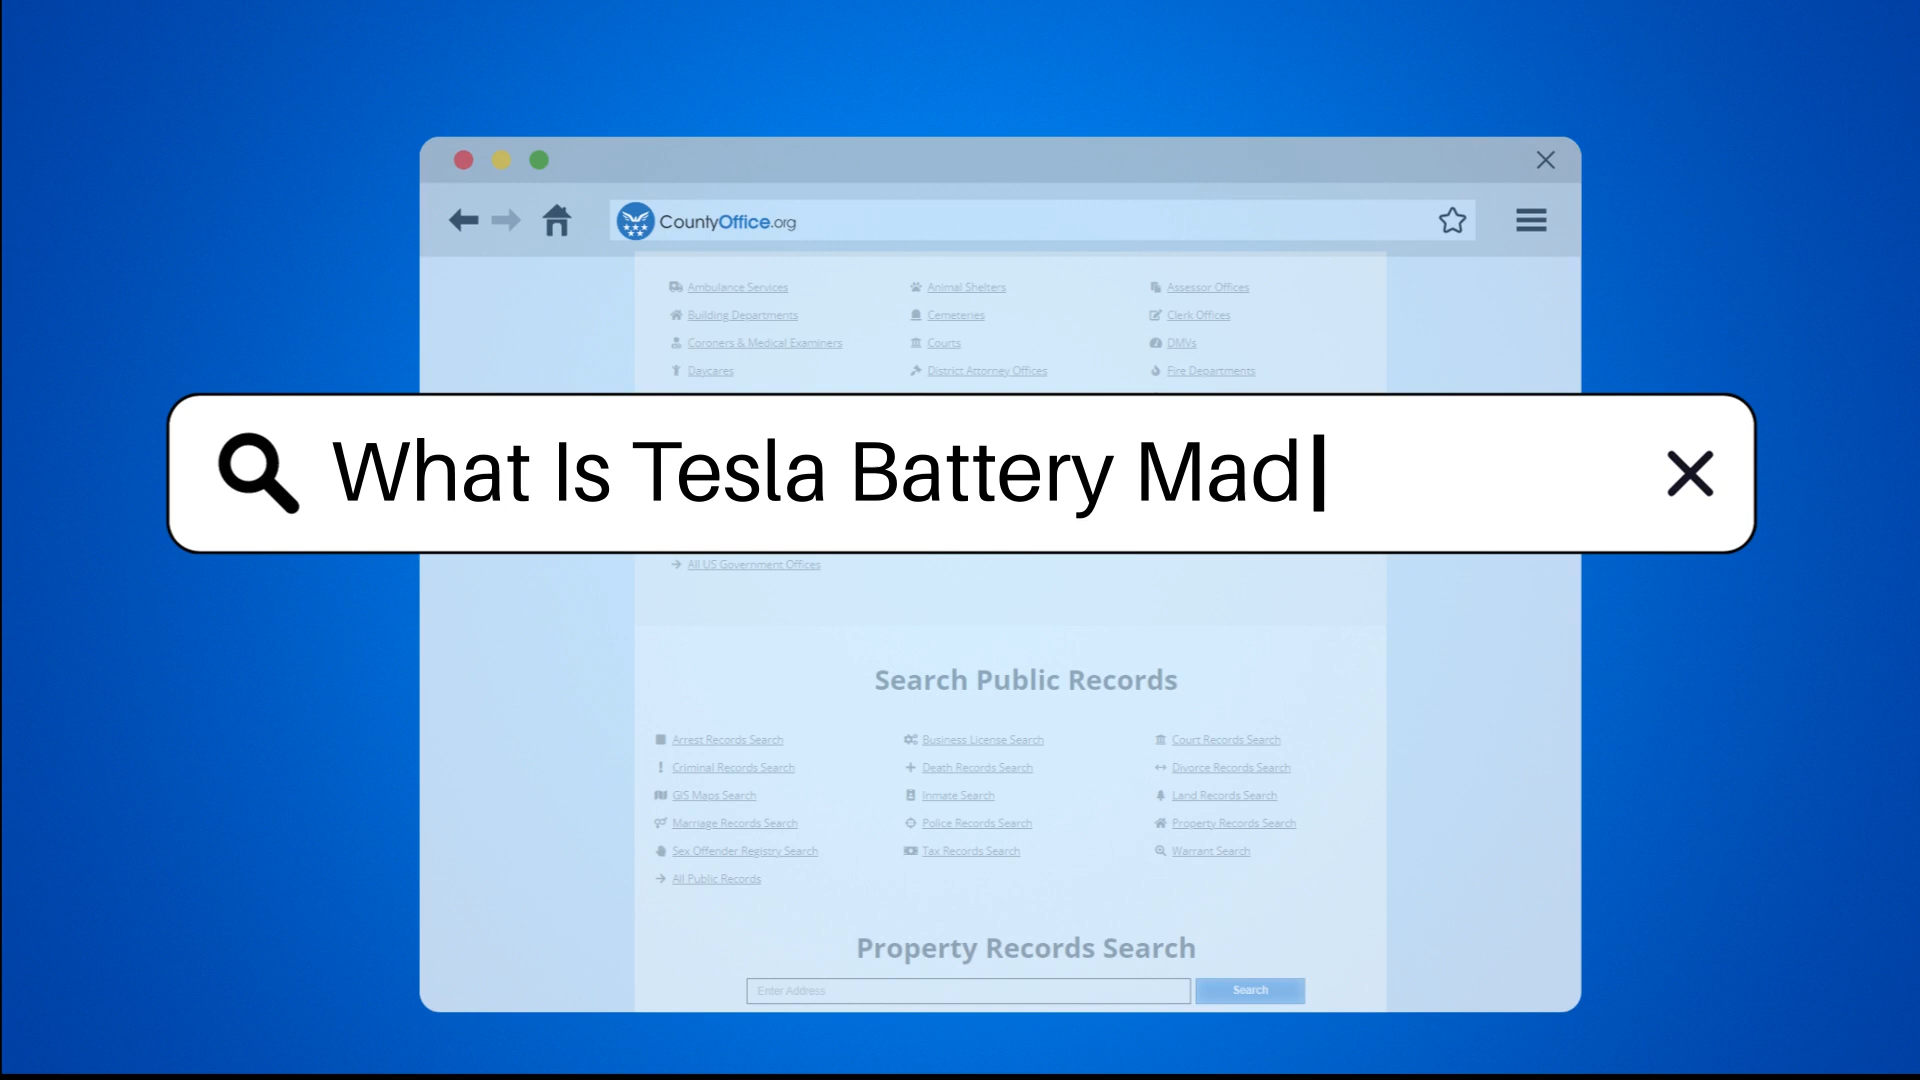 CountyOffice.org
Ambulance Services Animal Shelters Assessor Offices
Building Departments Cemeteries Clerk Offices
Coroners & Medical Examiners Courts DMVs
Daycares District Attorney Offices Fire Departments
What Is Tesla Battery Mad
All US Government Offices
Search Public Records
Arrest Records Search Business License Search Court Records Search
Criminal Records Search Death Records Search Divorce Records Search
GIS Maps Search Inmate Search Land Records Search
Marriage Records Search Police Records Search Property Records Search
Sex Offender Registry Search Tax Records Search Warrant Search
All Public Records
Property Records Search
Enter Address Search